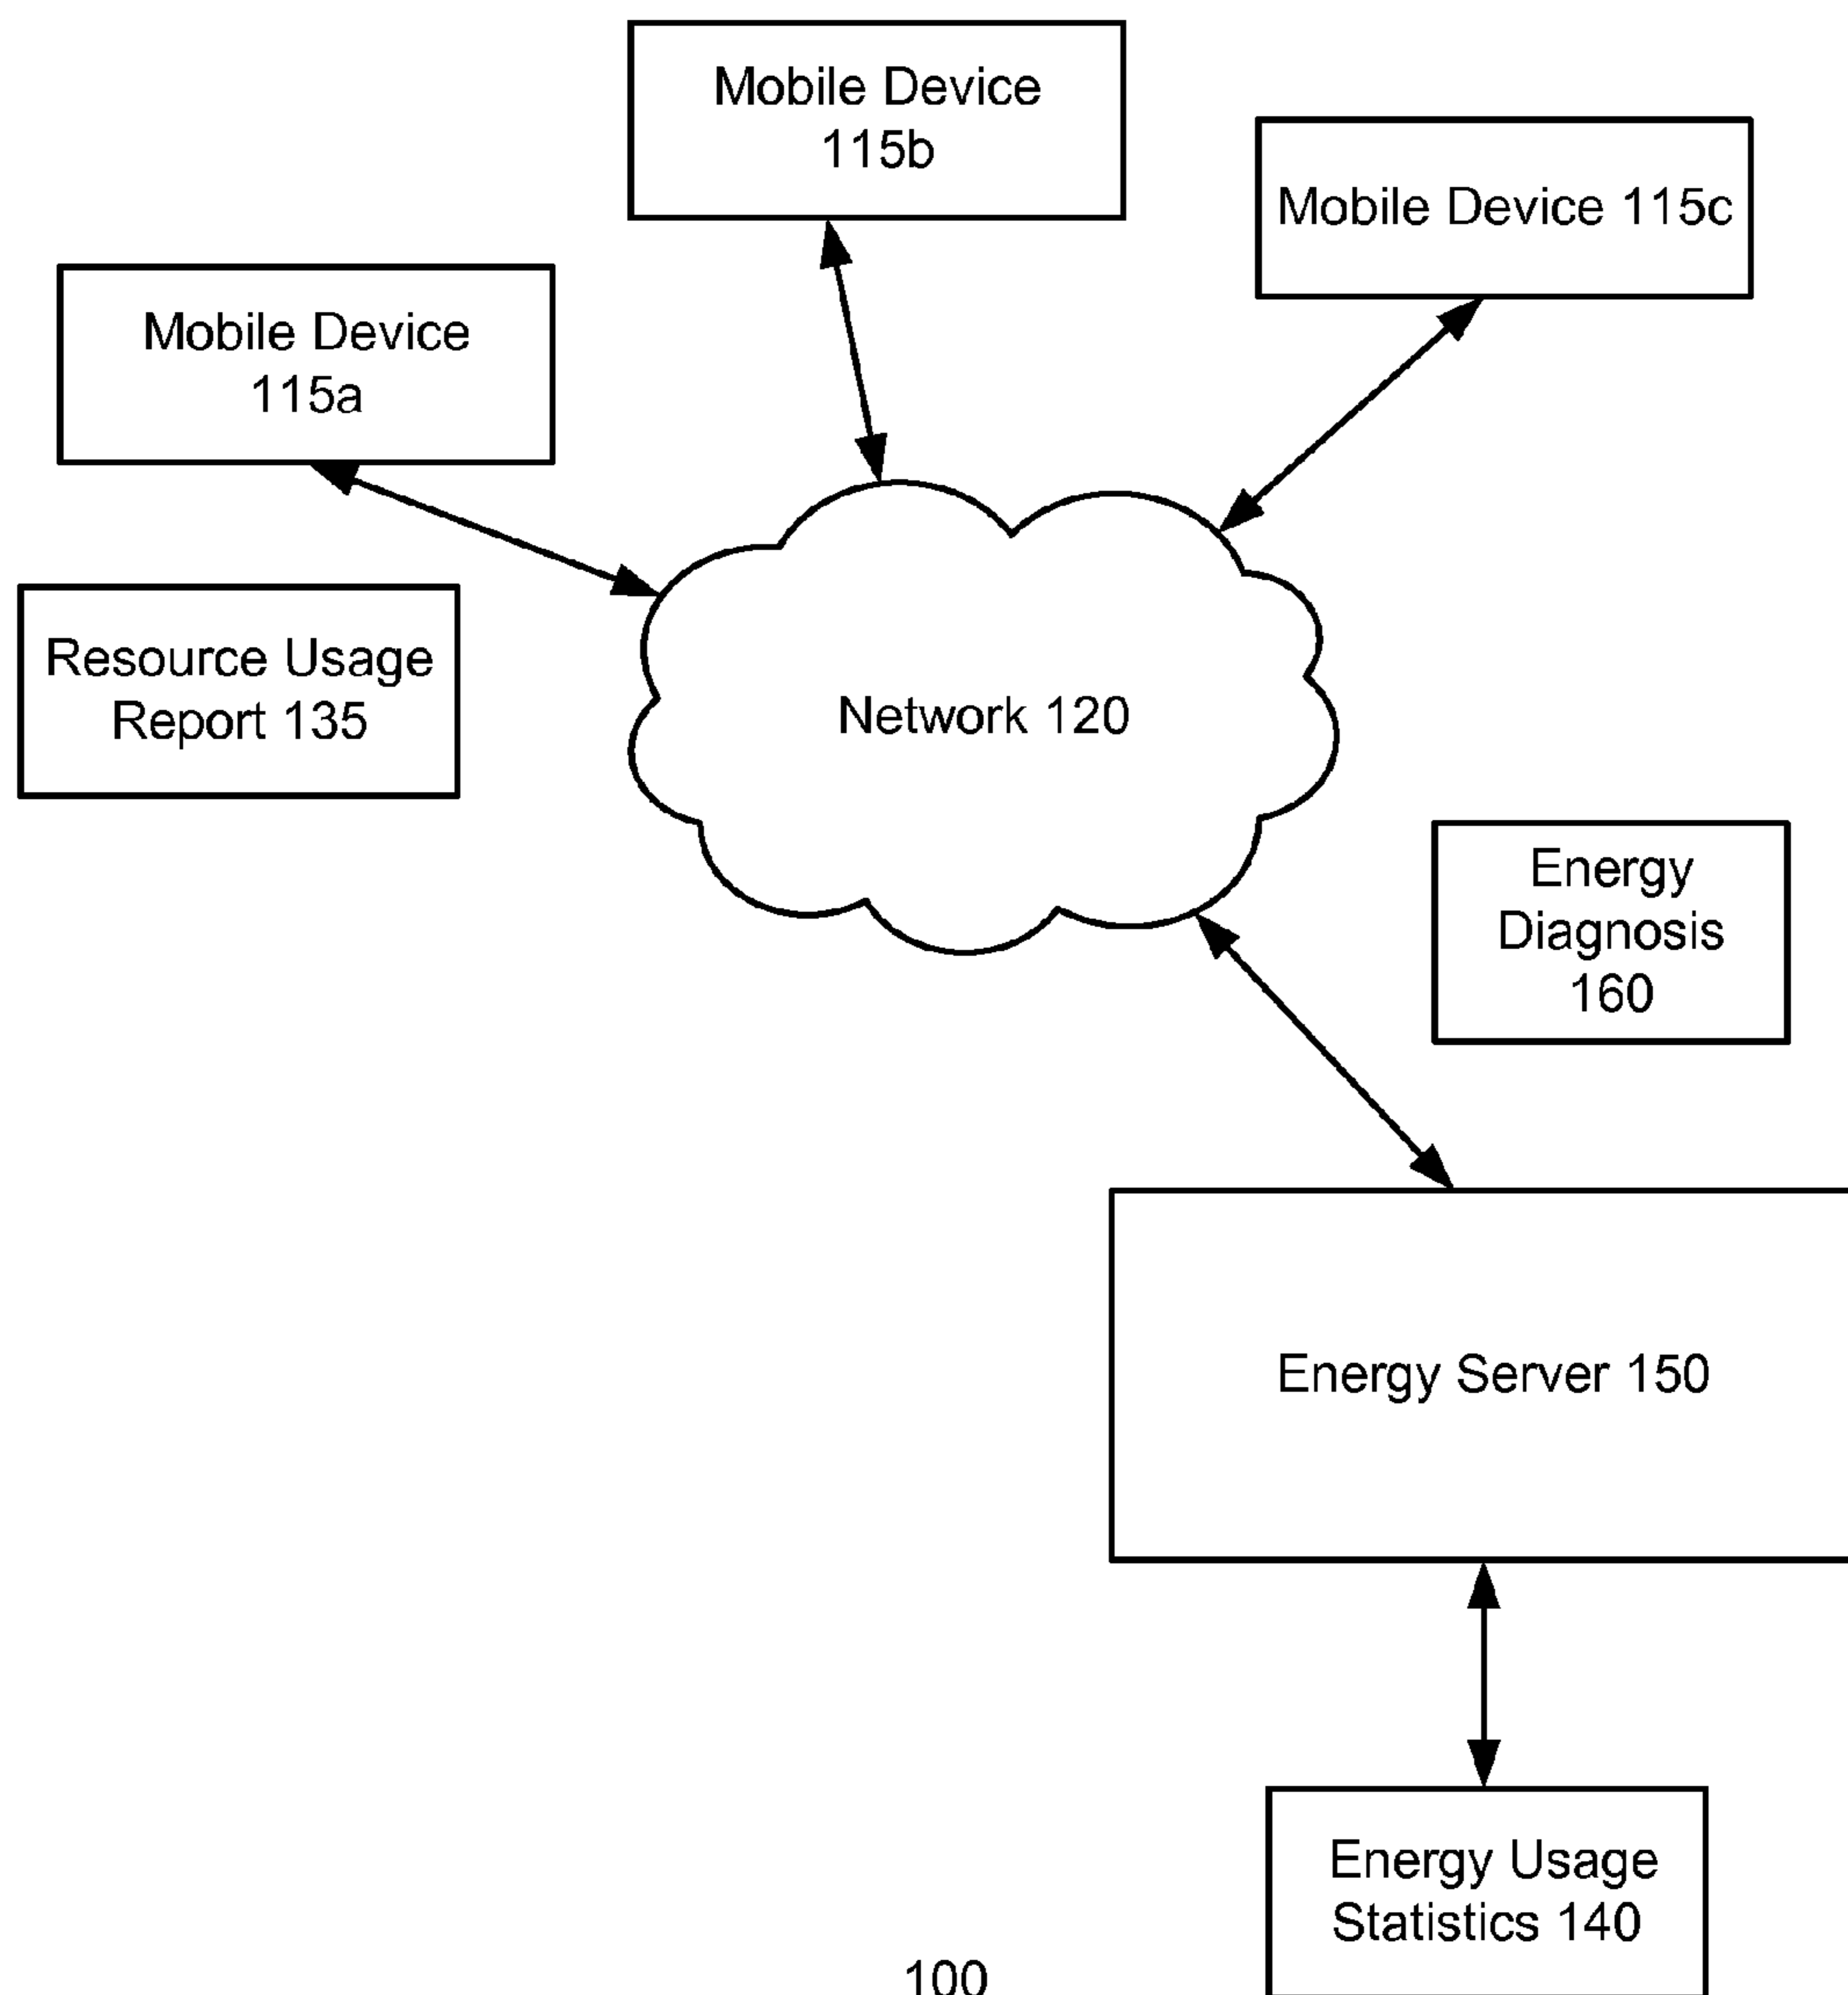 Mobile Device
115b
Mobile Device 115c
Mobile Device
115a
Resource Usage
Report 135
Network 120
Energy
Diagnosis
160
Energy Server 150
Energy Usage
Statistics 140
100